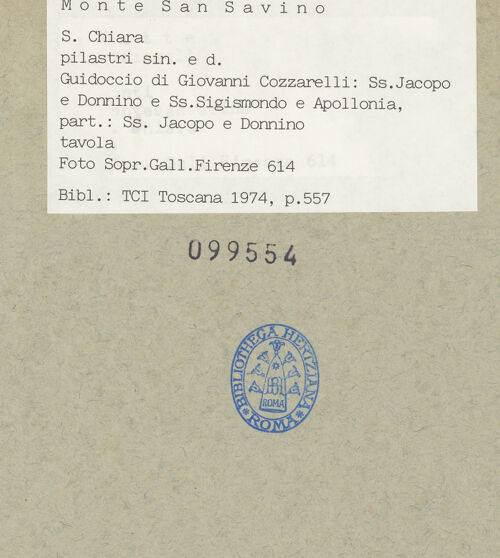 Monte San Savino
S. Chiara
pilastri sin. e d.
Guidoccio di Giovanni Cozzarelli: Ss.Jacopo
e Donnino e Ss.Sigismondo e Apollonia,
part.: Ss. Jacopo e Donnino
tavola
Foto Sopr.Gall.Firenze 614
Bibl.: TCI Toscana 1974, p.557
099554
BIBLIOTHECA HERTZIANA
ROMA
ROMA